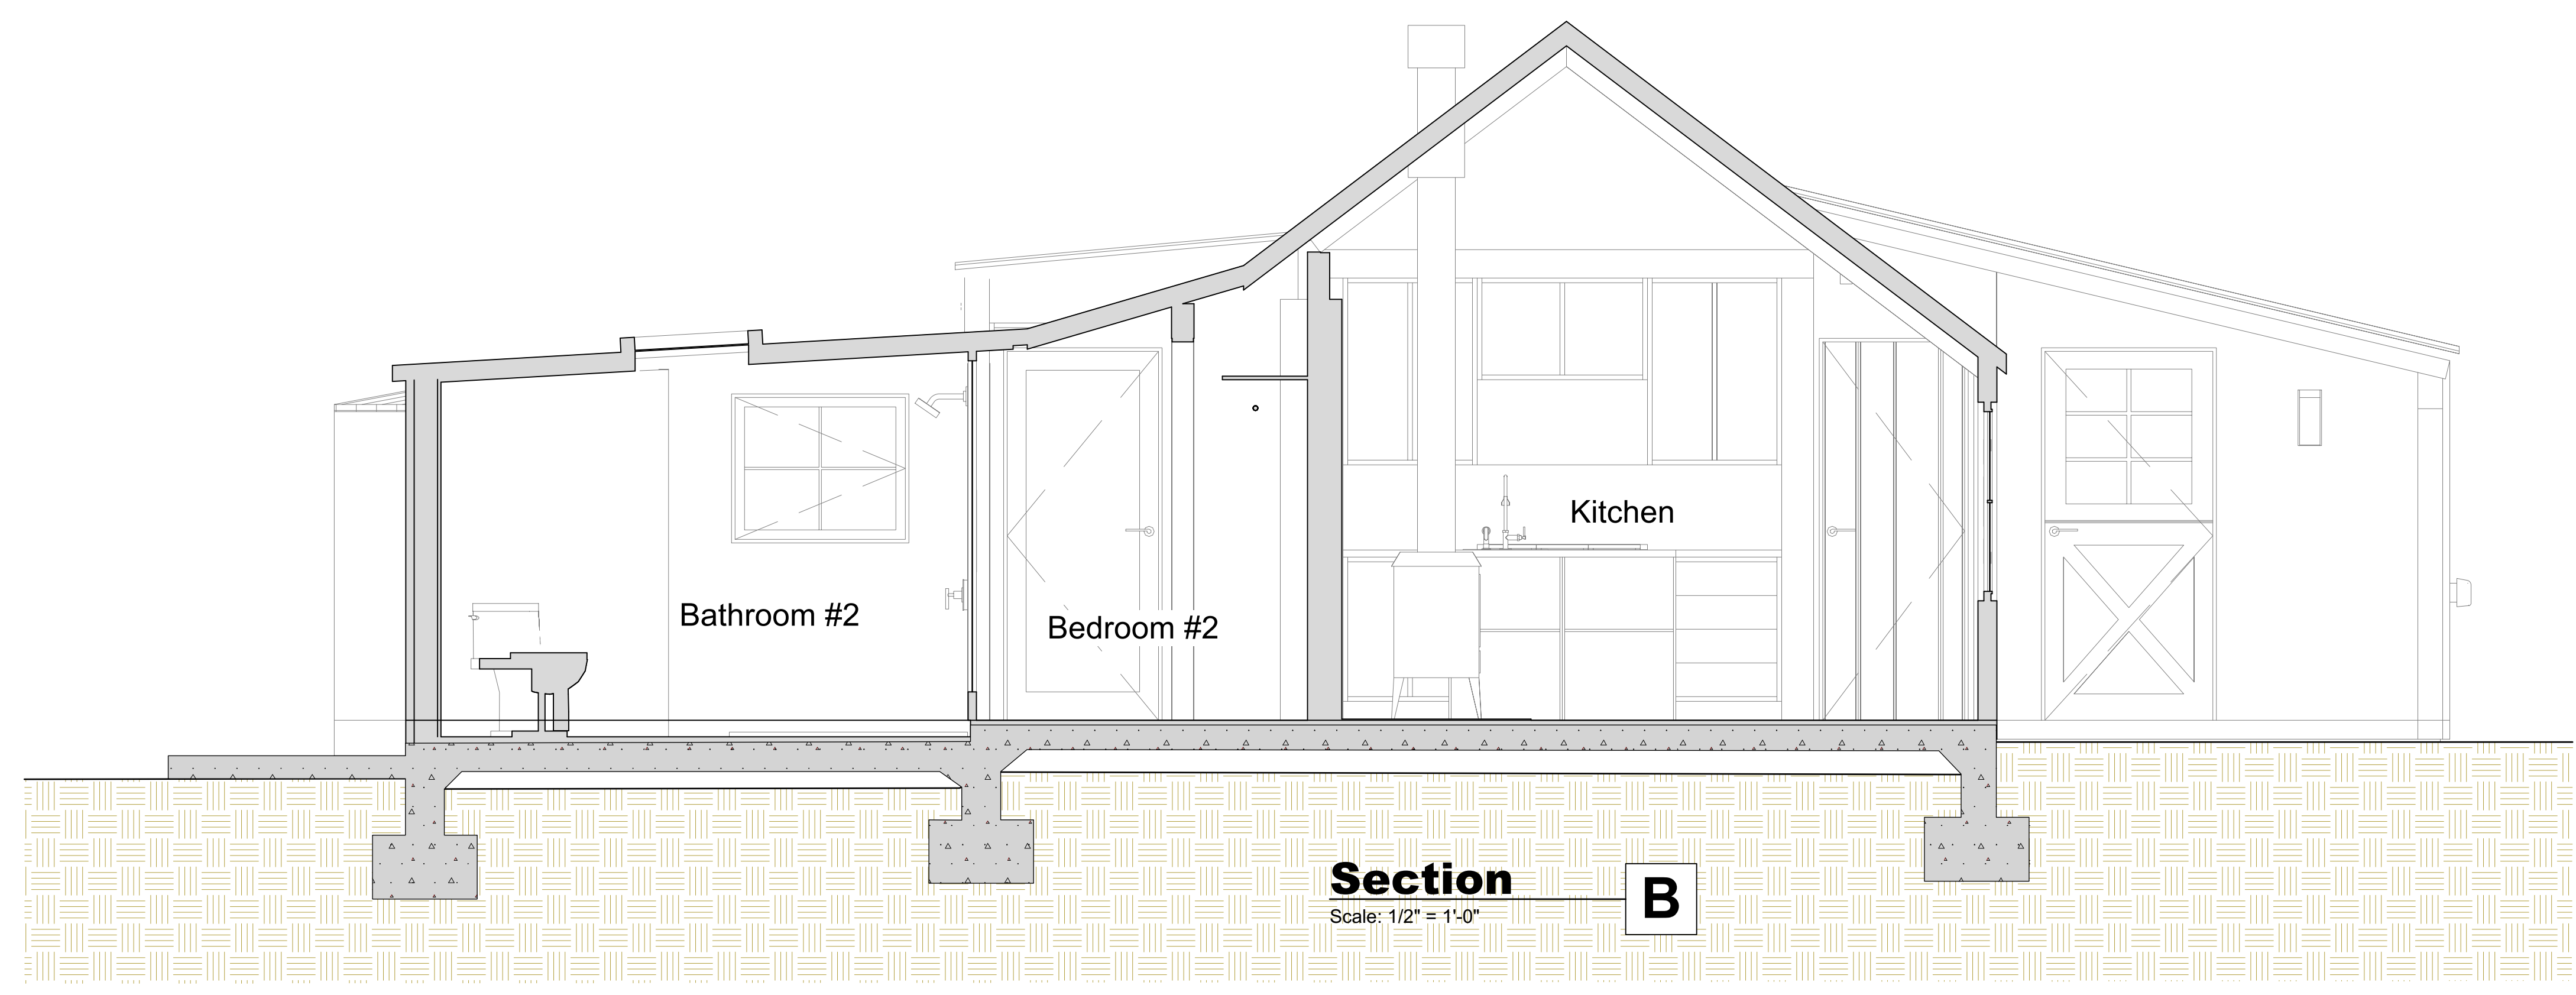 Kitchen
Bathroom #2
Bedroom #2
Section
B
Scale: 1/2" = 1'-0"